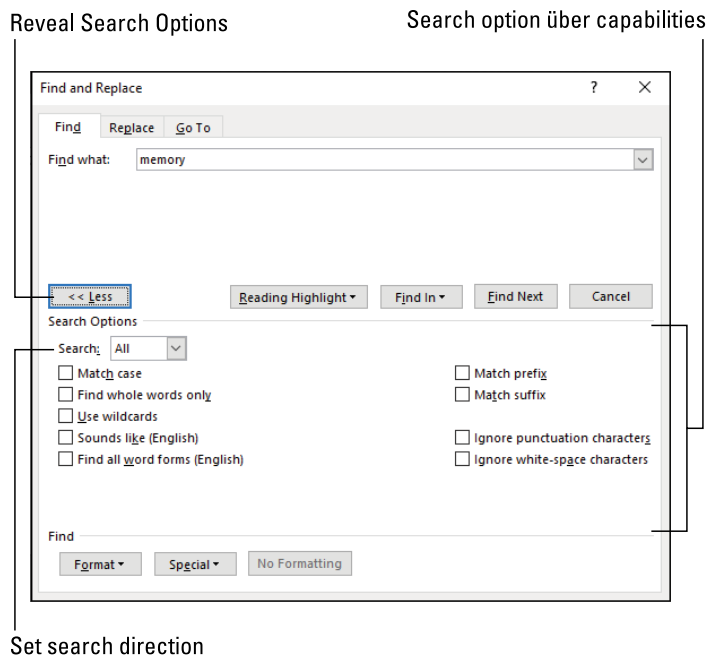 Reveal Search Options
Search option über capabilities
Find and Replace ? ×
Find Replace Go To
Find what: memory
<< Less Reading Highlight Find In Find Next Cancel
Search Options
Search: All
Match case Match prefix
Find whole words only Match suffix
Use wildcards
Sounds like (English) Ignore punctuation characters
Find all word forms (English) Ignore white-space characters
Find
Format Special No Formatting
Set search direction